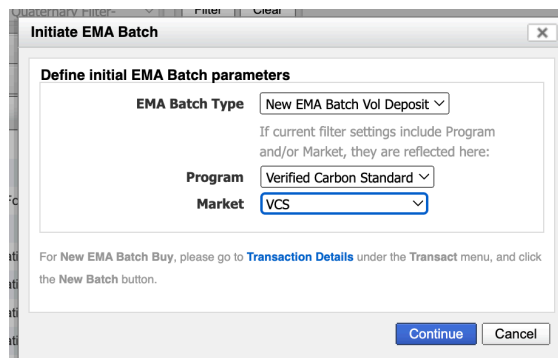 Quaternary Filter- Filter Clear
Initiate EMA Batch
Define initial EMA Batch parameters
EMA Batch Type New EMA Batch Vol Deposit
If current filter settings include Program
and/or Market, they are reflected here:
Program Verified Carbon Standard
Market VCS
For New EMA Batch Buy, please go to Transaction Details under the Transact menu, and click
the New Batch button.
Continue Cancel